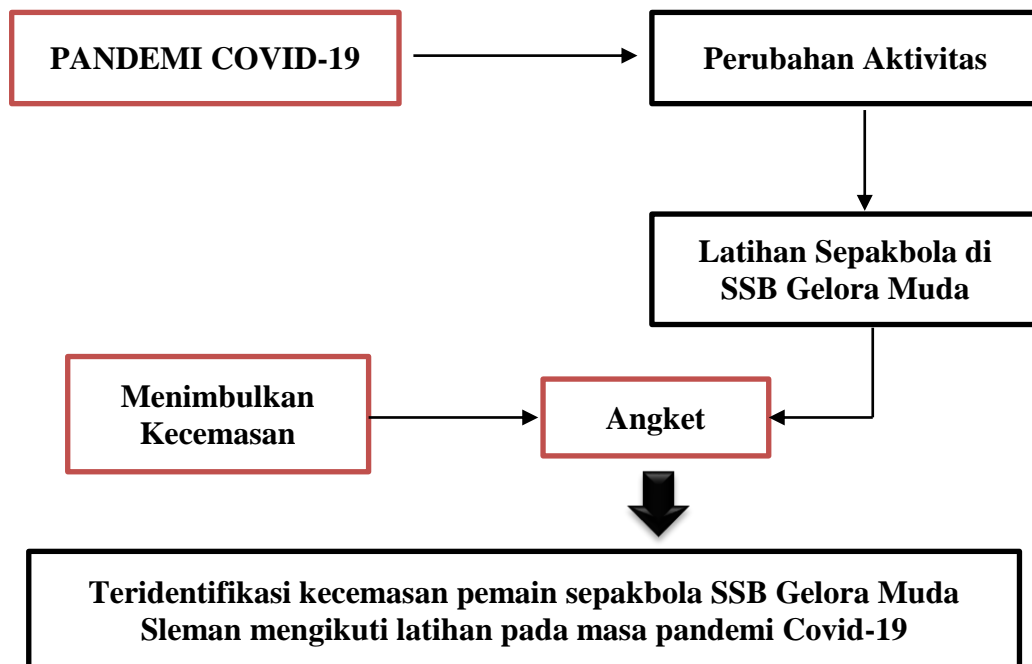 PANDEMI COVID-19
Perubahan Aktivitas
Latihan Sepakbola di
SSB Gelora Muda
Menimbulkan
Kecemasan
Angket
Teridentifikasi kecemasan pemain sepakbola SSB Gelora Muda
Sleman mengikuti latihan pada masa pandemi Covid-19